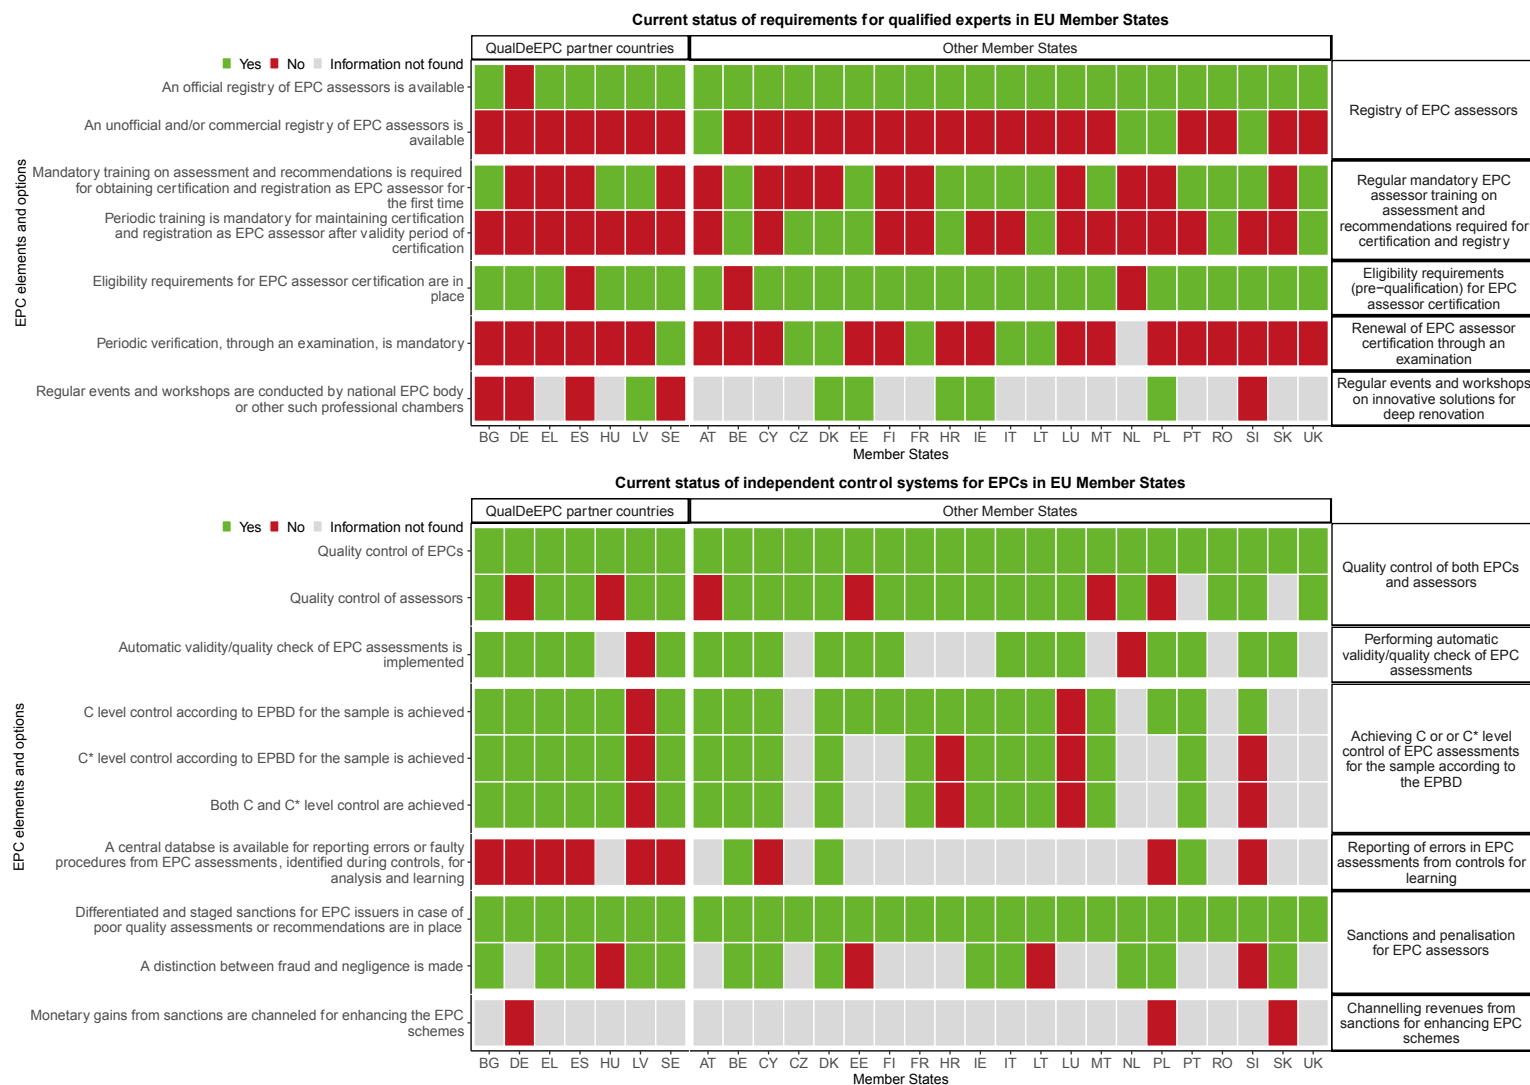 Current status of requirements for qualified experts in EU Member States
QualDeEPC partner countries
Other Member States
Yes No Information not found
EPC elements and options
An official registry of EPC assessors is available
An unofficial and/or commercial registry of EPC assessors is
available
Registry of EPC assessors
Mandatory training on assessment and recommendations is required
for obtaining certification and registration as EPC assessor for
the first time
Periodic training is mandatory for maintaining certification
and registration as EPC assessor after validity period of
certification
Regular mandatory EPC
assessor training on
assessment and
recommendations required for
certification and registry
Eligibility requirements for EPC assessor certification are in
place
Eligibility requirements
(pre−qualification) for EPC
assessor certification
Periodic verification, through an examination, is mandatory
Renewal of EPC assessor
certification through an
examination
Regular events and workshops are conducted by national EPC body
or other such professional chambers
Regular events and workshops
on innovative solutions for
deep renovation
BG DE EL ES HU LV SE AT BE CY CZ DK EE FI FR HR IE IT LT LU MT NL PL PT RO SI SK UK
Member States
Current status of independent control systems for EPCs in EU Member States
QualDeEPC partner countries
Other Member States
Yes No Information not found
EPC elements and options
Quality control of EPCs
Quality control of assessors
Quality control of both EPCs
and assessors
Automatic validity/quality check of EPC assessments is
implemented
Performing automatic
validity/quality check of EPC
assessments
C level control according to EPBD for the sample is achieved
C* level control according to EPBD for the sample is achieved
Both C and C* level control are achieved
Achieving C or or C* level
control of EPC assessments
for the sample according to
the EPBD
A central databse is available for reporting errors or faulty
procedures from EPC assessments, identified during controls, for
analysis and learning
Reporting of errors in EPC
assessments from controls for
learning
Differentiated and staged sanctions for EPC issuers in case of
poor quality assessments or recommendations are in place
A distinction between fraud and negligence is made
Sanctions and penalisation
for EPC assessors
Monetary gains from sanctions are channeled for enhancing the EPC
schemes
Channelling revenues from
sanctions for enhancing EPC
schemes
BG DE EL ES HU LV SE AT BE CY CZ DK EE FI FR HR IE IT LT LU MT NL PL PT RO SI SK UK
Member States